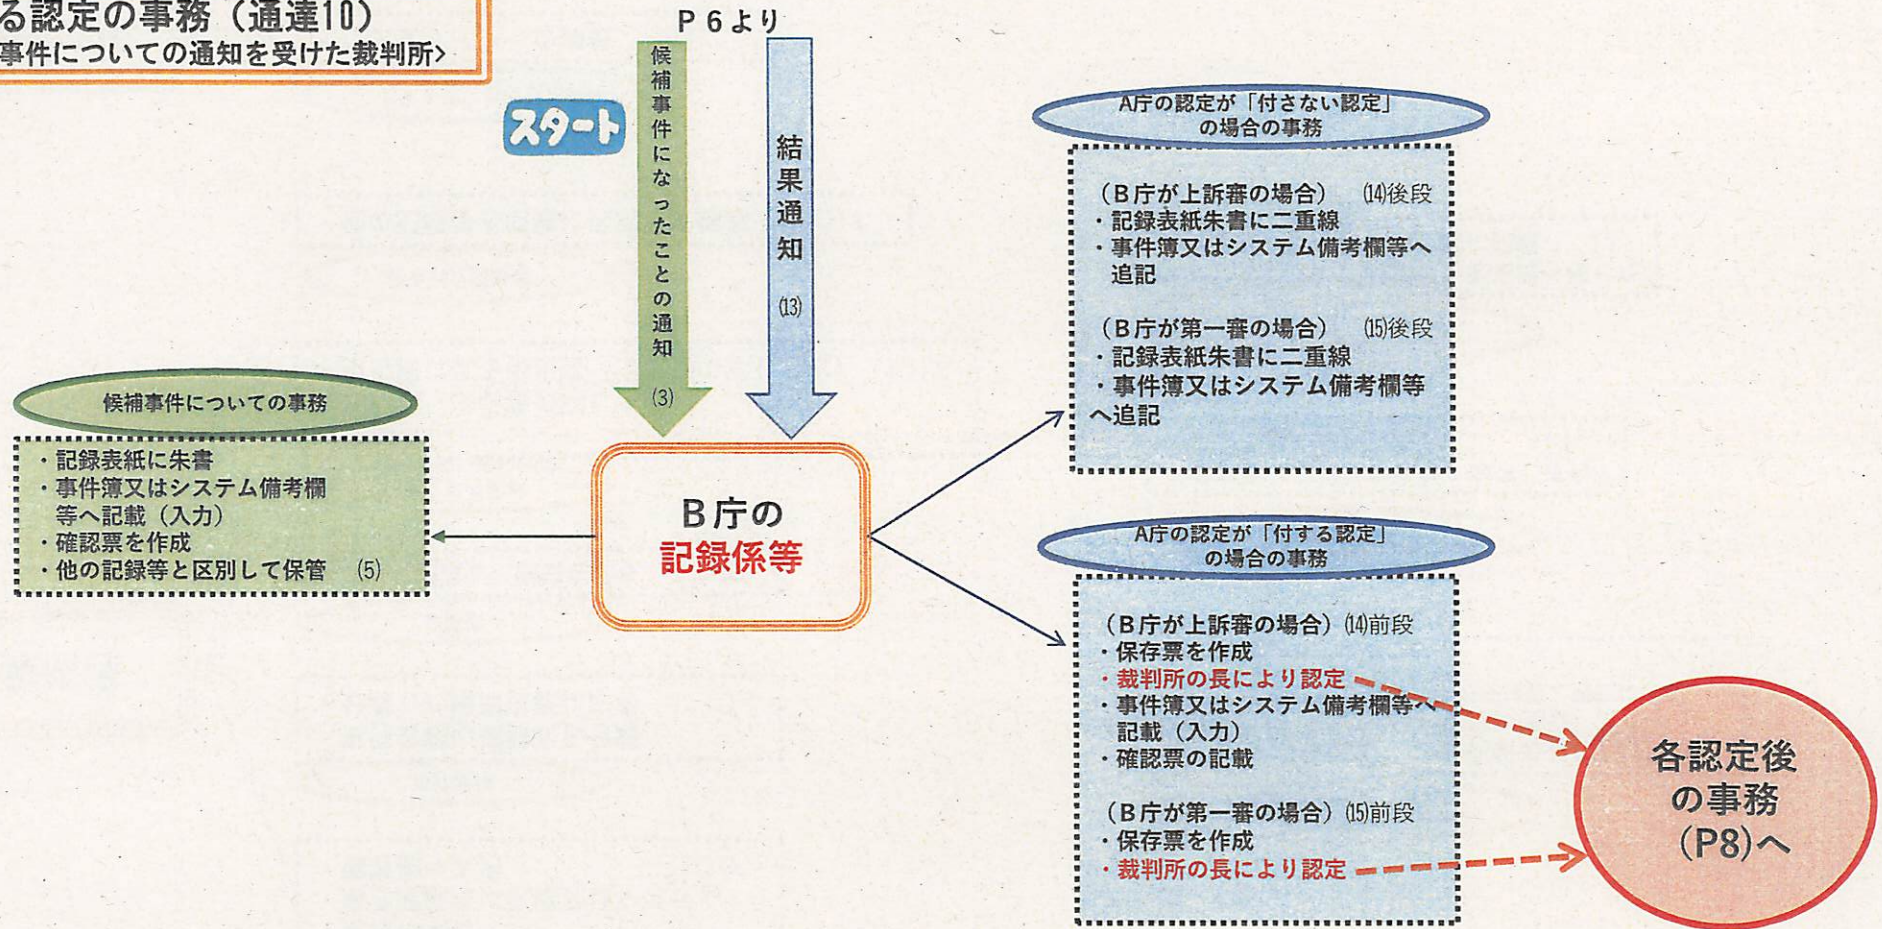 る認定の事務（通達10）
事件についての通知を受けた裁判所>
P6より
スタート
候補事件になったことの通知 (3)
結果通知 (13)
候補事件についての事務
・記録表紙に朱書
・事件簿又はシステム備考欄
等へ記載（入力）
・確認票を作成
・他の記録等と区別して保管 (5)
B庁の
記録係等
A庁の認定が「付さない認定」
の場合の事務
（B庁が上訴審の場合） (14)後段
・記録表紙朱書に二重線
・事件簿又はシステム備考欄等へ
追記
（B庁が第一審の場合） (15)後段
・記録表紙朱書に二重線
・事件簿又はシステム備考欄等
へ追記
A庁の認定が「付する認定」
の場合の事務
（B庁が上訴審の場合）(14)前段
・保存票を作成
・裁判所の長により認定
・事件簿又はシステム備考欄等へ
記載（入力）
・確認票の記載
（B庁が第一審の場合）(15)前段
・保存票を作成
・裁判所の長により認定
各認定後
の事務
(P8)へ